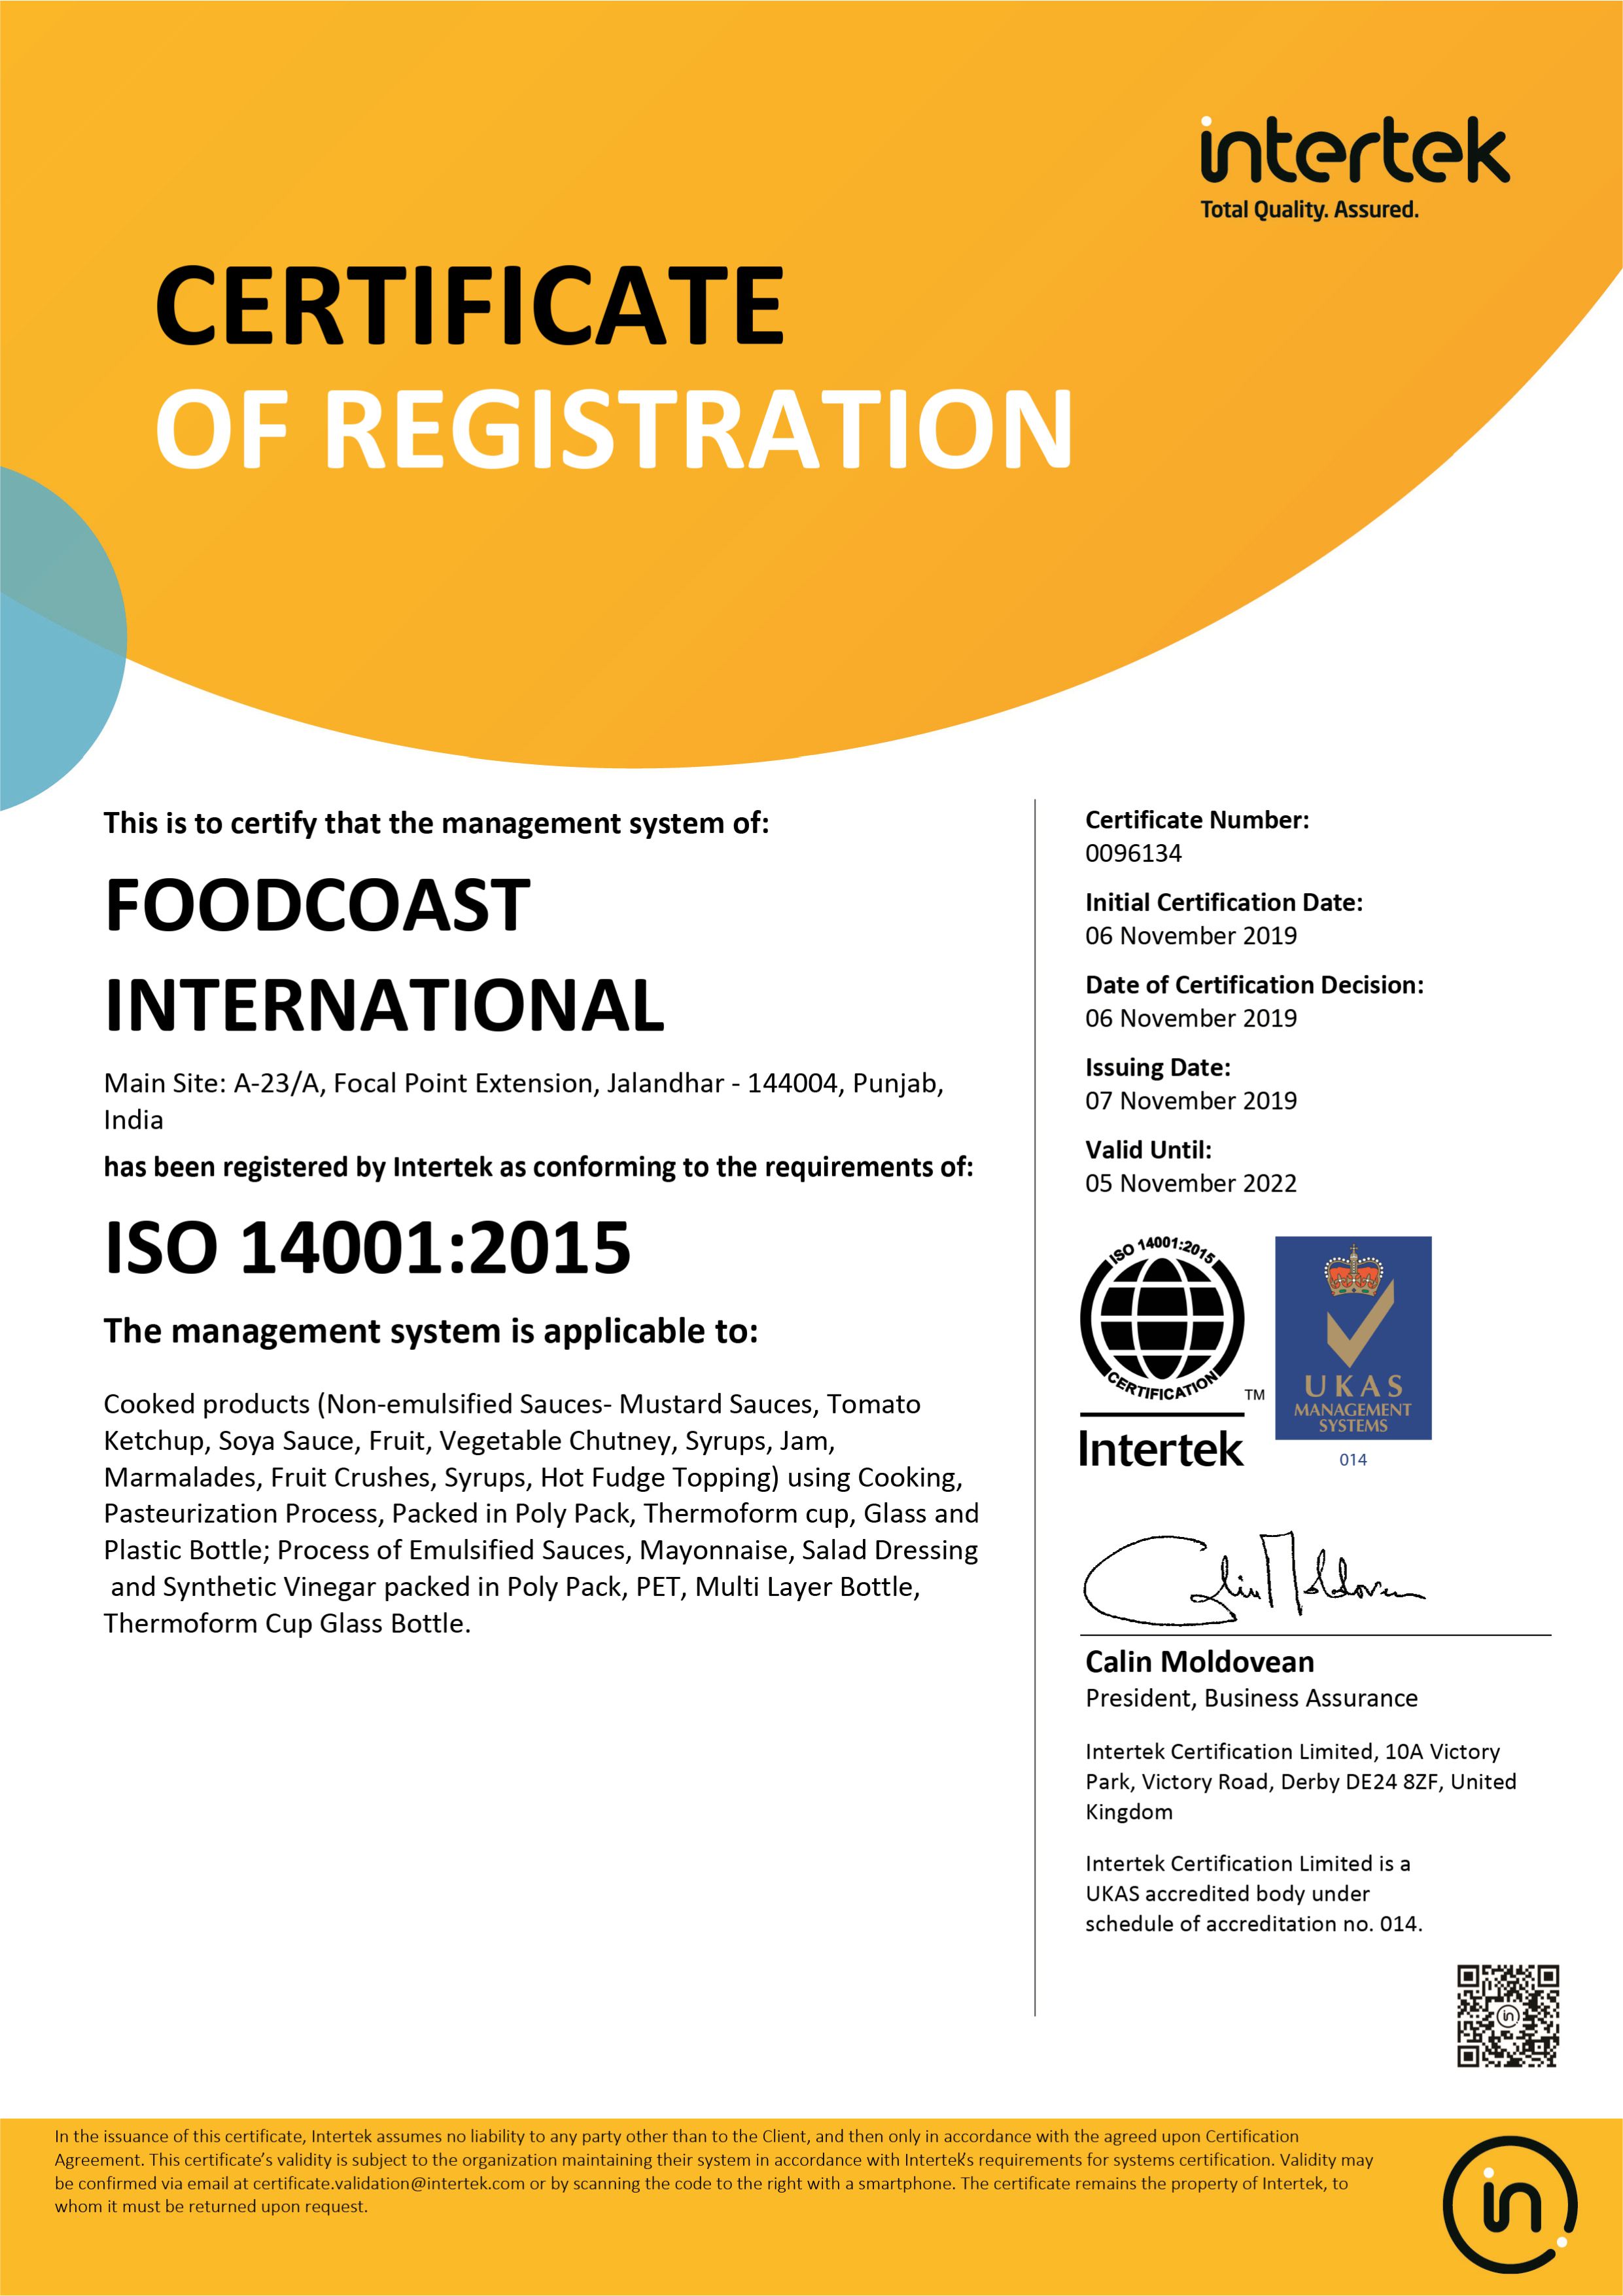 intertek
Total Quality. Assured.
CERTIFICATE
OF REGISTRATION
This is to certify that the management system of:
FOODCOAST
INTERNATIONAL
Main Site: A-23/A, Focal Point Extension, Jalandhar - 144004, Punjab,
India
has been registered by Intertek as conforming to the requirements of:
ISO 14001:2015
The management system is applicable to:
Cooked products (Non-emulsified Sauces- Mustard Sauces, Tomato
Ketchup, Soya Sauce, Fruit, Vegetable Chutney, Syrups, Jam,
Marmalades, Fruit Crushes, Syrups, Hot Fudge Topping) using Cooking,
Pasteurization Process, Packed in Poly Pack, Thermoform cup, Glass and
Plastic Bottle; Process of Emulsified Sauces, Mayonnaise, Salad Dressing
and Synthetic Vinegar packed in Poly Pack, PET, Multi Layer Bottle,
Thermoform Cup Glass Bottle.
Certificate Number:
0096134
Initial Certification Date:
06 November 2019
Date of Certification Decision:
06 November 2019
Issuing Date:
07 November 2019
Valid Until:
05 November 2022
ISO 14001:2015
CERTIFICATION
TM
Intertek
UKAS
MANAGEMENT
SYSTEMS
014
Calin Moldovean
Calin Moldovean
President, Business Assurance
Intertek Certification Limited, 10A Victory
Park, Victory Road, Derby DE24 8ZF, United
Kingdom
Intertek Certification Limited is a
UKAS accredited body under
schedule of accreditation no. 014.
in
In the issuance of this certificate, Intertek assumes no liability to any party other than to the Client, and then only in accordance with the agreed upon Certification
Agreement. This certificate's validity is subject to the organization maintaining their system in accordance with Intertek's requirements for systems certification. Validity may
be confirmed via email at certificate.validation@intertek.com or by scanning the code to the right with a smartphone. The certificate remains the property of Intertek, to
whom it must be returned upon request.
in